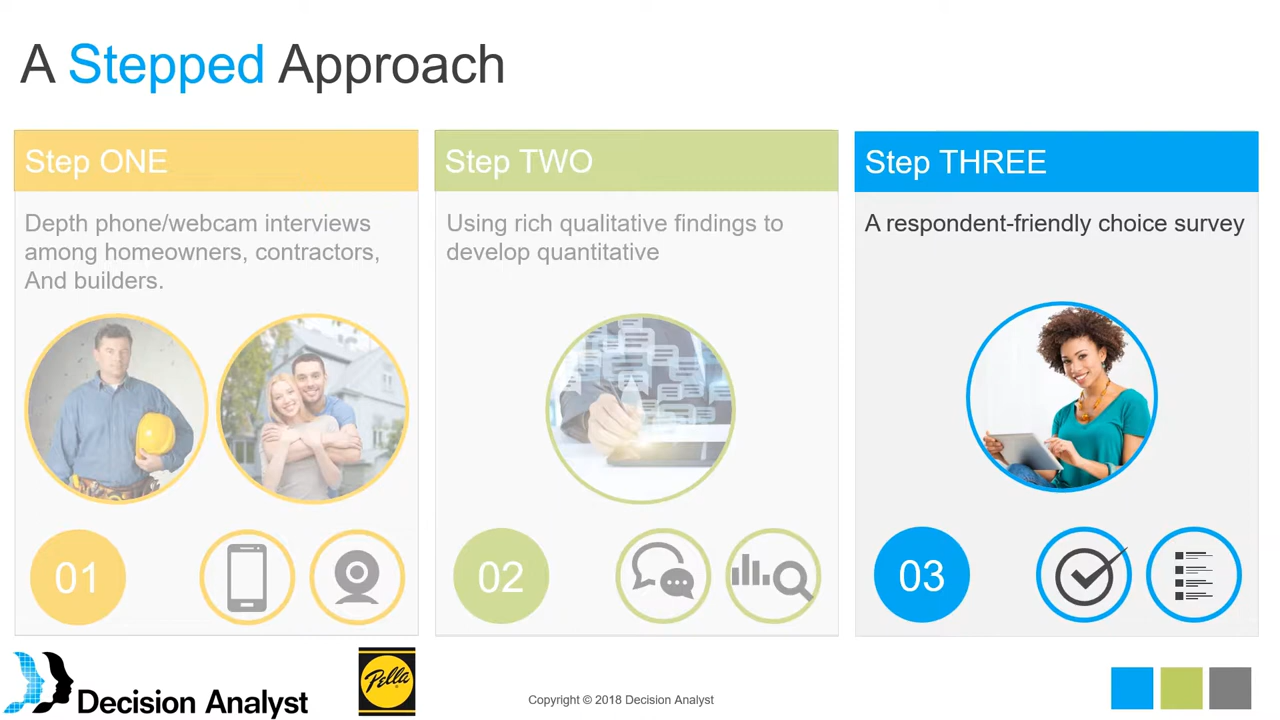 A Stepped Approach
Step ONE
Depth phone/webcam interviews
among homeowners, contractors,
And builders.
01
Step TWO
Using rich qualitative findings to
develop quantitative
02
Step THREE
A respondent-friendly choice survey
03
Decision Analyst
Pella
Copyright © 2018 Decision Analyst